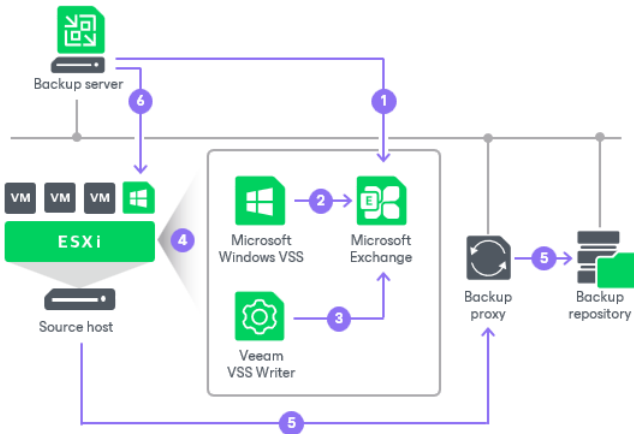 Backup server
6
1
VM VM VM
ESXi
4
2
Microsoft
Windows VSS
Microsoft
Exchange
E
3
Veeam
VSS Writer
Source host
Backup
proxy
5
Backup
repository
5